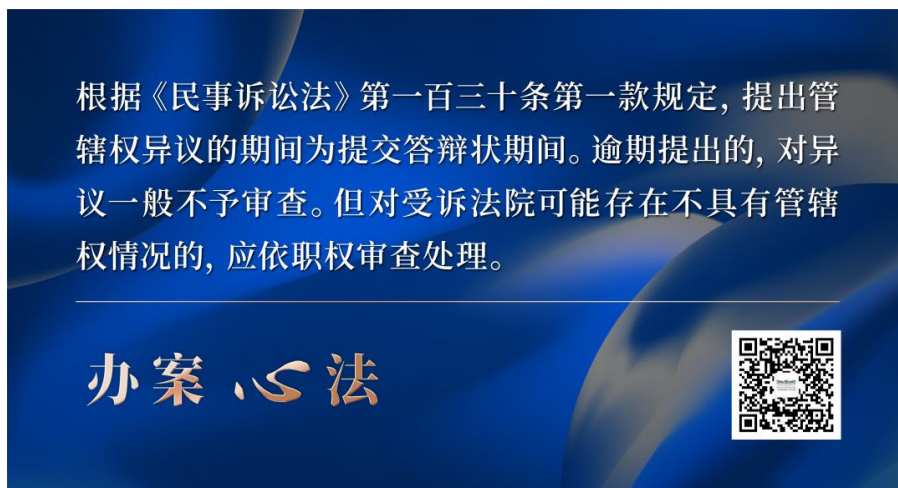 根据《民事诉讼法》第一百三十条第一款规定, 提出管
辖权异议的期间为提交答辩状期间。逾期提出的, 对异
议一般不予审查。但对受诉法院可能存在不具有管辖
权情况的, 应依职权审查处理。
办案心法